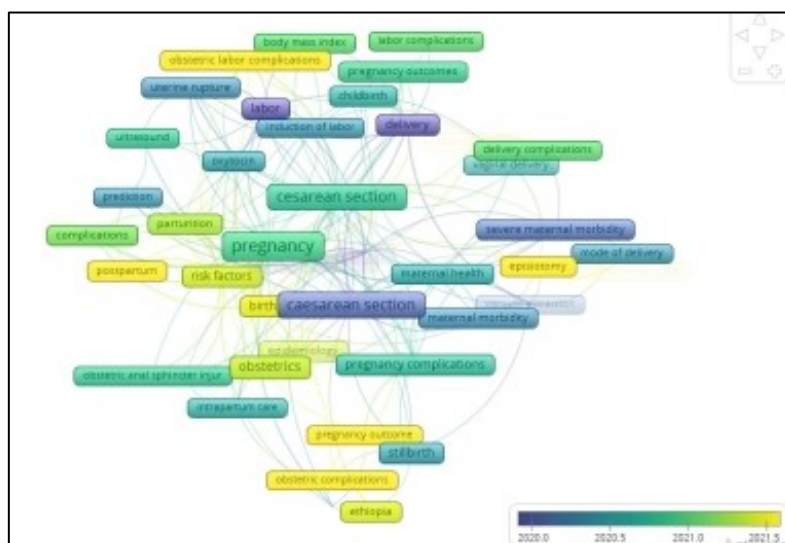 body mass index
labor complications
obstetric labor complications
pregnancy outcomes
uterine rupture
childbirth
labor
induction of labor
delivery
ultrasound
delivery complications
vaginal delivery
oxytocin
prediction
cesarean section
parturition
complications
severe maternal morbidity
pregnancy
mode of delivery
postpartum
risk factors
maternal health
episiotomy
birth
caesarean section
maternal morbidity
epidemiology
obstetrics
pregnancy complications
obstetric anal sphincter injur
intrapartum care
pregnancy outcome
stillbirth
obstetric complications
ethiopia
2020.0 2020.5 2021.0 2021.5